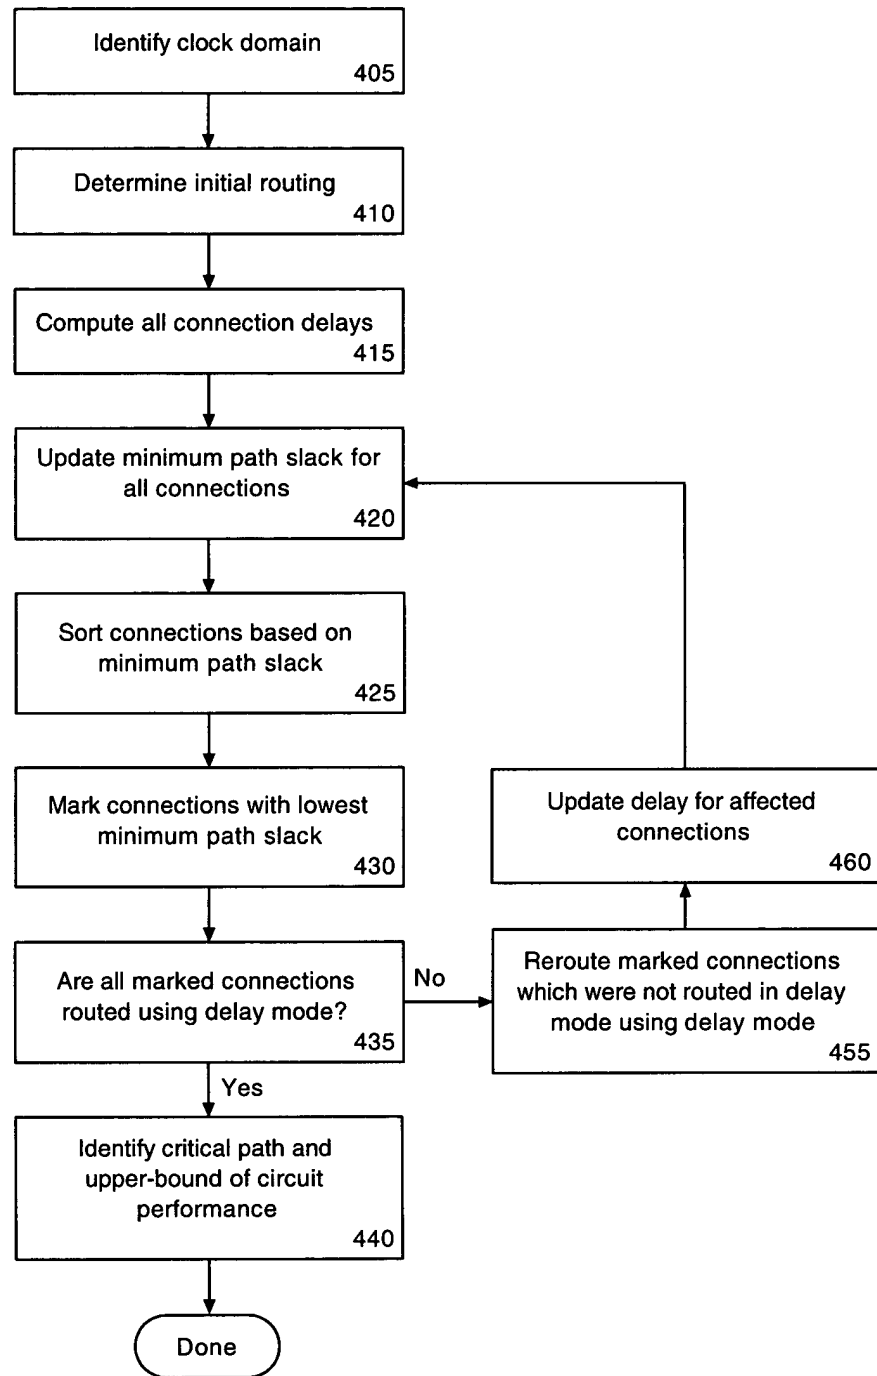 Identify clock domain
405
Determine initial routing
410
Compute all connection delays
415
Update minimum path slack for
all connections
420
Sort connections based on
minimum path slack
425
Mark connections with lowest
minimum path slack
430
Are all marked connections
routed using delay mode?
435
No
Yes
Reroute marked connections
which were not routed in delay
mode using delay mode
455
Update delay for affected
connections
460
Identify critical path and
upper-bound of circuit
performance
440
Done